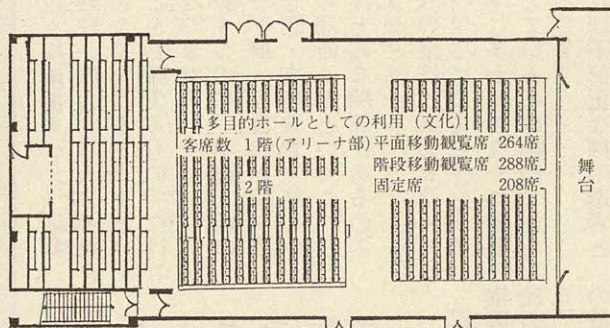 多目的ホールとしての利用(文化)
客席数 1階(アリーナ部)平面移動観覧席 264席
階段移動観覧席 288席
2階 固定席 208席
舞台